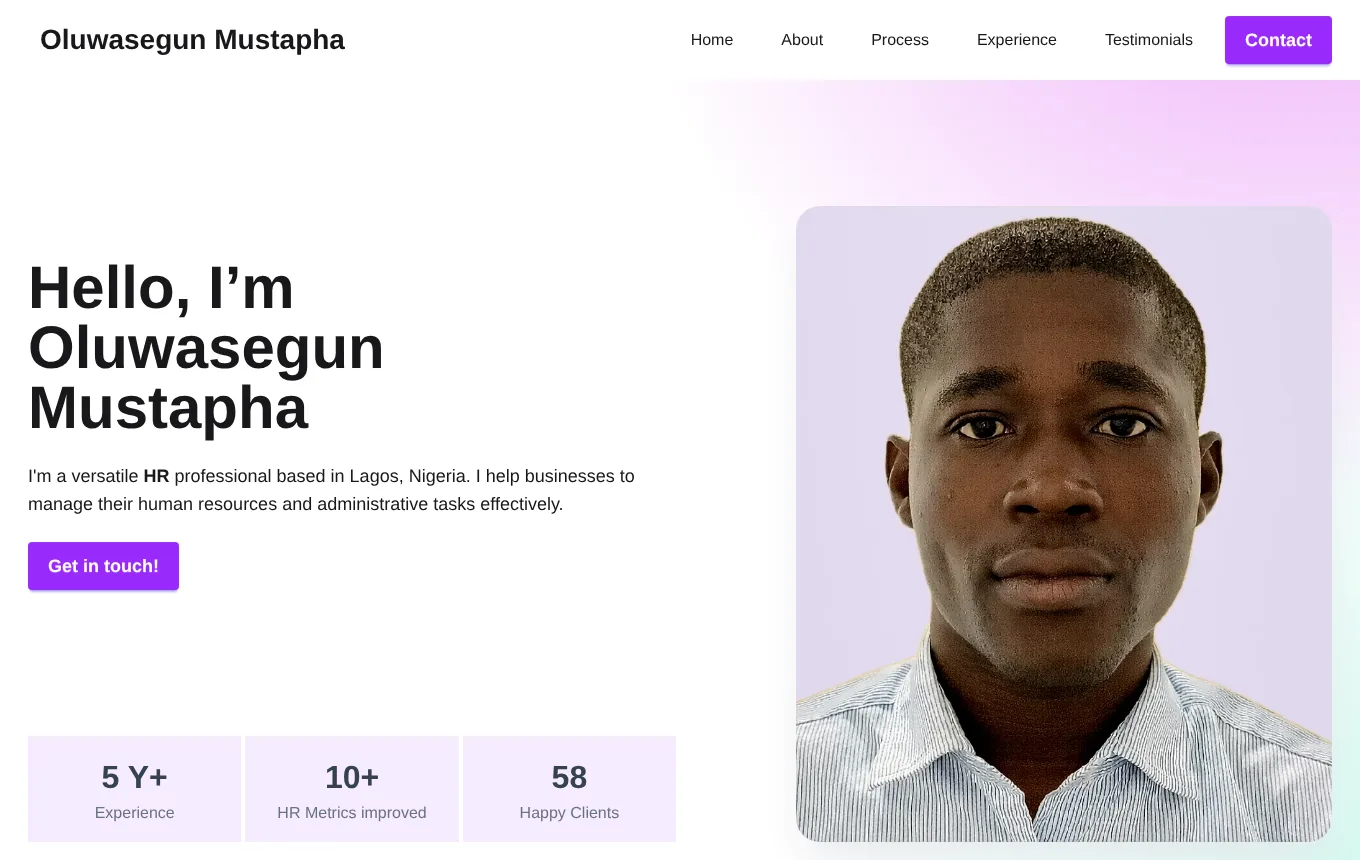 Oluwasegun Mustapha
Home About Process Experience Testimonials Contact
Hello, I’m
Oluwasegun
Mustapha
I'm a versatile HR professional based in Lagos, Nigeria. I help businesses to
manage their human resources and administrative tasks effectively.
Get in touch!
5 Y+ 10+ 58
Experience HR Metrics improved Happy Clients